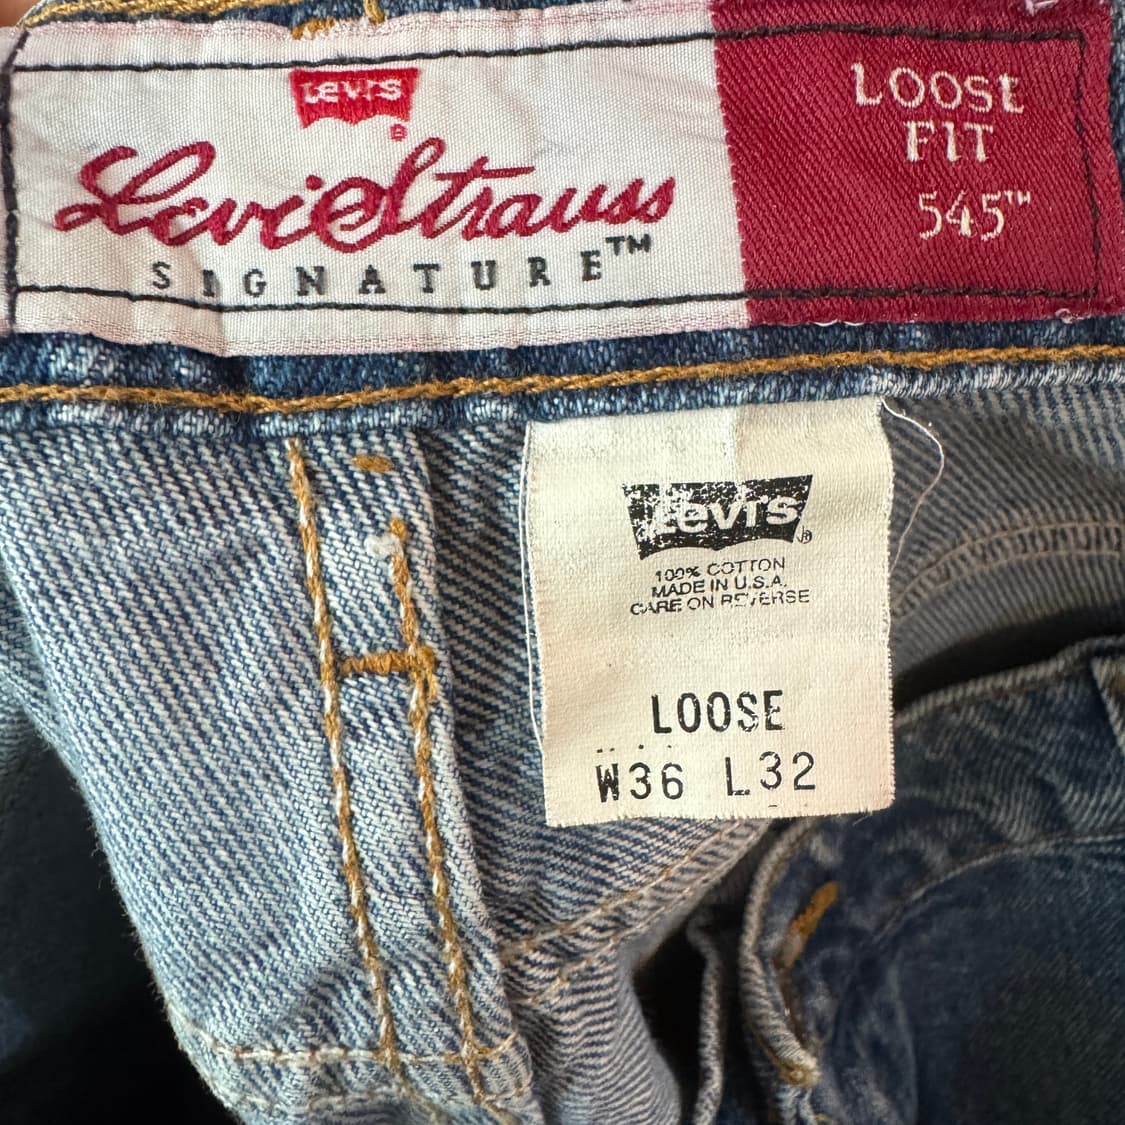 Levi's
®
Levi Strauss
SIGNATURE™
LOOSE
FIT
545™
Levi's®
100% COTTON
MADE IN U.S.A.
CARE ON REVERSE
LOOSE
W36 L32